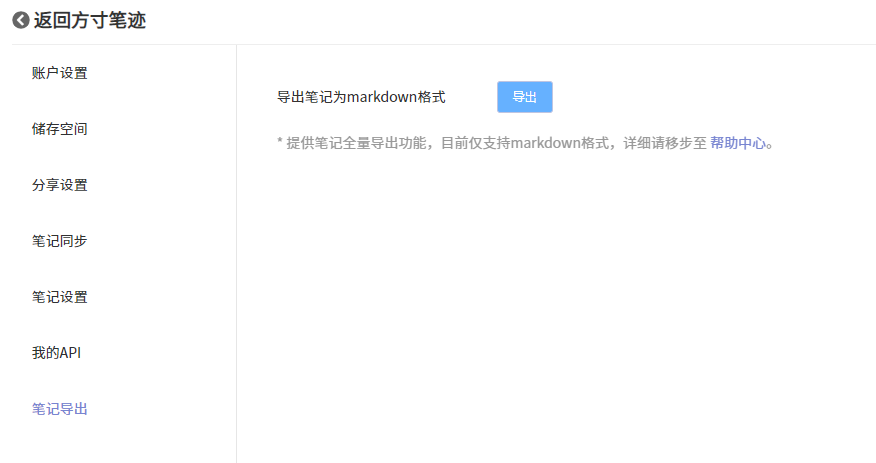 返回方寸笔迹
账户设置
储存空间
分享设置
笔记同步
笔记设置
我的API
笔记导出
导出笔记为markdown格式 导出
* 提供笔记全量导出功能，目前仅支持markdown格式，详细请移步至 帮助中心。